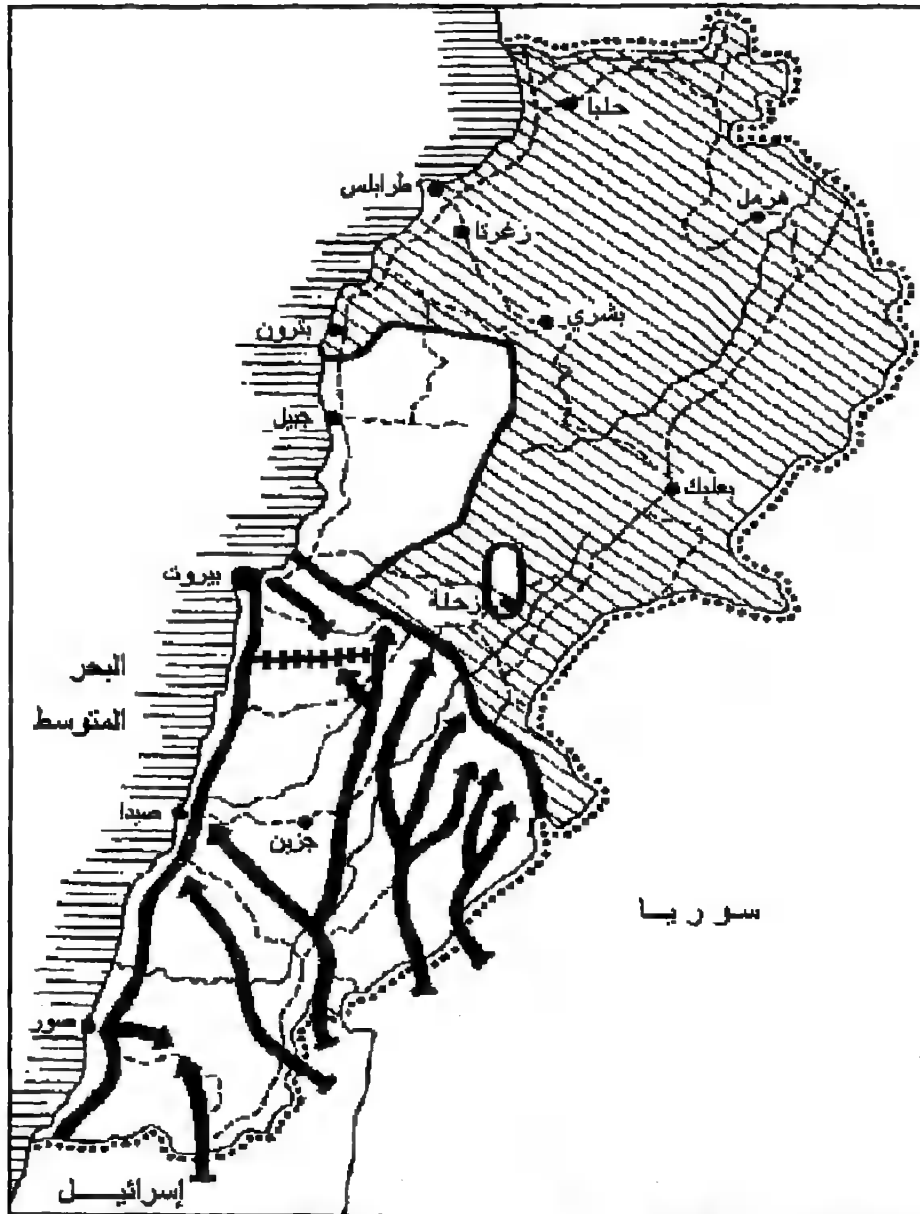 حلبا
طرابلس
هرمل
زغرتا
بشري
بترون
جبيل
بعلبك
بيروت
زحلة
البحر
المتوسط
صيدا
جزين
سوريا
صور
إسرائيل